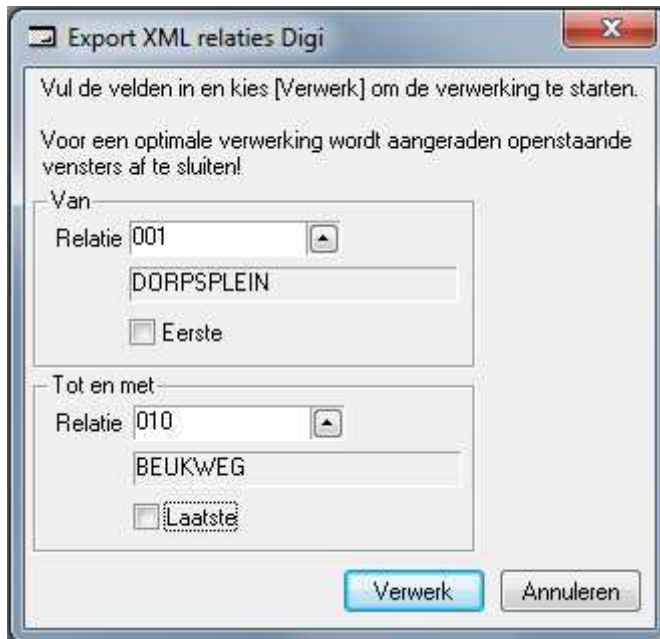 Export XML relaties Digi
Vul de velden in en kies [Verwerk] om de verwerking te starten.
Voor een optimale verwerking wordt aangeraden openstaande
vensters af te sluiten!
Van
Relatie 001
DORPSPLEIN
Eerste
Tot en met
Relatie 010
BEUKWEG
Laatste
Verwerk Annuleren